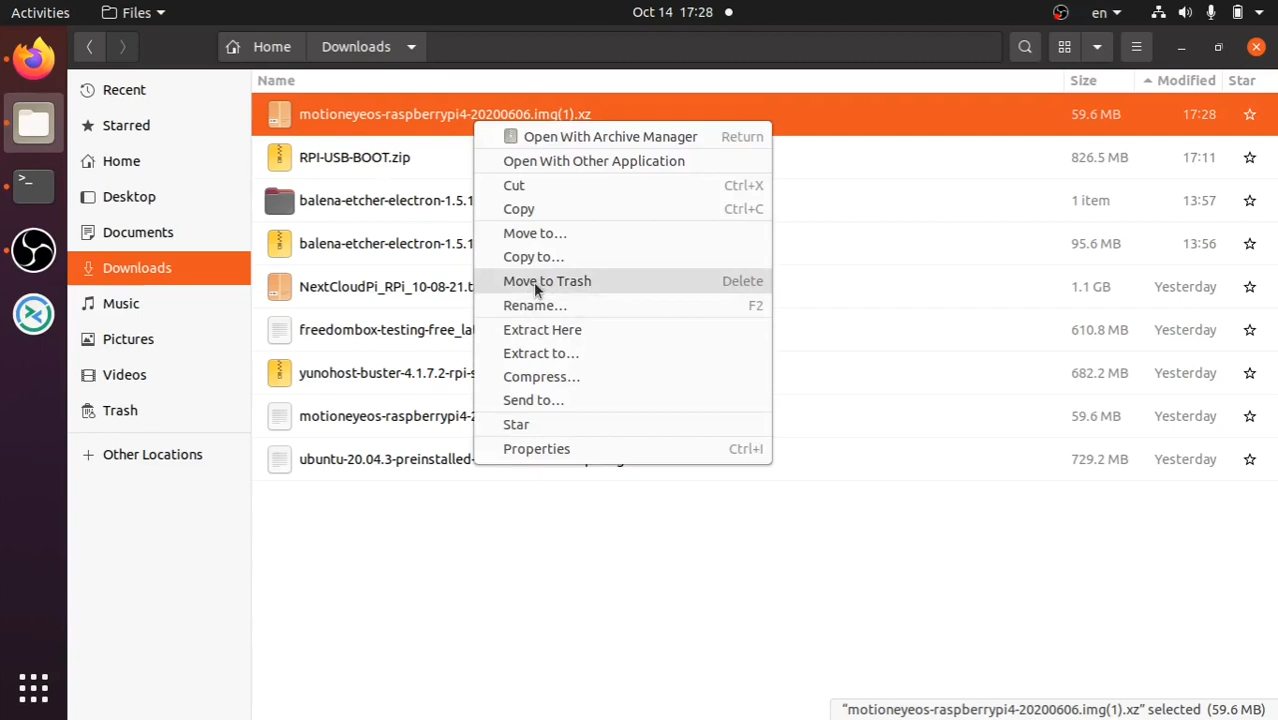 Activities Files Oct 14 17:28 en
Home Downloads
Name Size Modified Star
Recent
Starred
Home
Desktop
Documents
Downloads
Music
Pictures
Videos
Trash
Other Locations
motioneyeos-raspberrypi4-20200606.img(1).xz 59.6 MB 17:28
RPI-USB-BOOT.zip 826.5 MB 17:11
balena-etcher-electron-1.5.1 1 item 13:57
balena-etcher-electron-1.5.1 95.6 MB 13:56
NextCloudPi_RPi_10-08-21.t 1.1 GB Yesterday
freedombox-testing-free_la 610.8 MB Yesterday
yunohost-buster-4.1.7.2-rpi-s 682.2 MB Yesterday
motioneyeos-raspberrypi4-2 59.6 MB Yesterday
ubuntu-20.04.3-preinstalled- 729.2 MB Yesterday
Open With Archive Manager Return
Open With Other Application
Cut Ctrl+X
Copy Ctrl+C
Move to...
Copy to...
Move to Trash Delete
Rename... F2
Extract Here
Extract to...
Compress...
Send to...
Star
Properties Ctrl+I
"motioneyeos-raspberrypi4-20200606.img(1).xz" selected (59.6 MB)